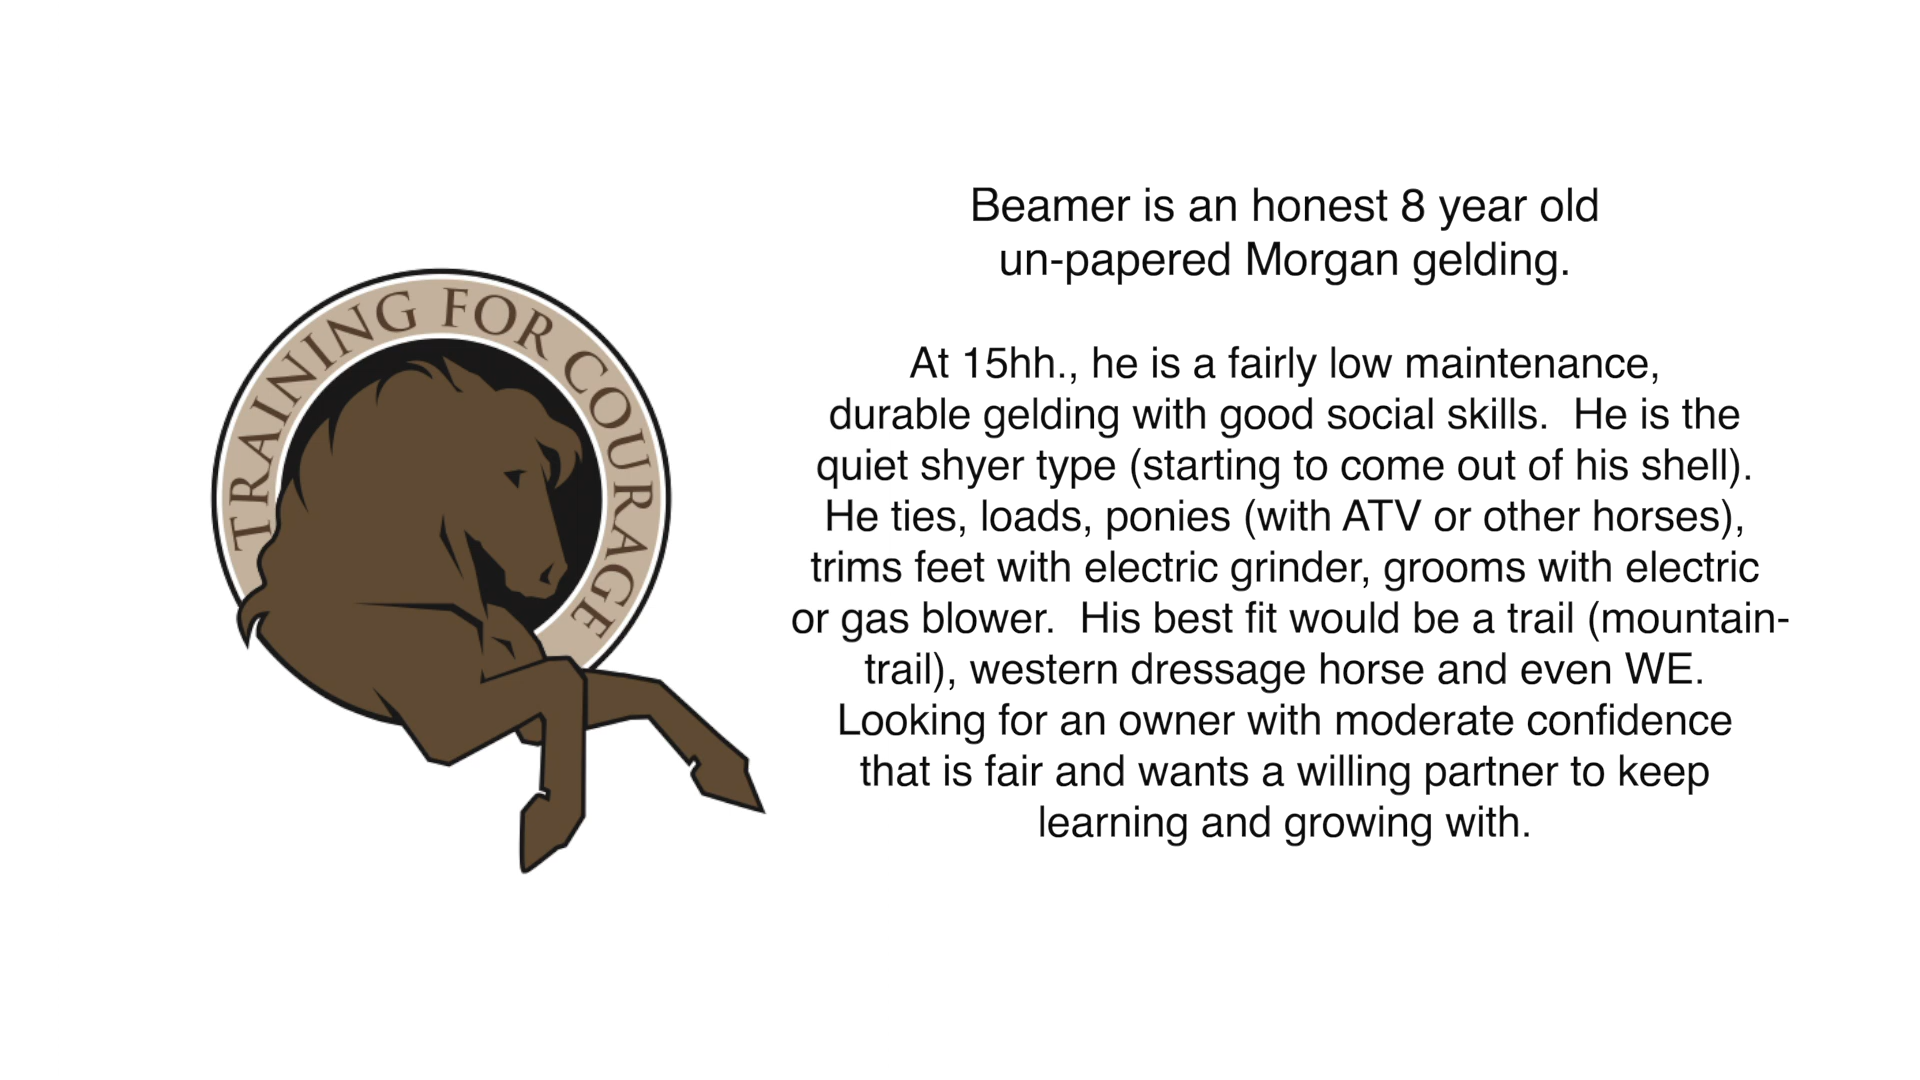 TRAINING FOR COURAGE
Beamer is an honest 8 year old
un-papered Morgan gelding.
At 15hh., he is a fairly low maintenance,
durable gelding with good social skills.  He is the
quiet shyer type (starting to come out of his shell).
He ties, loads, ponies (with ATV or other horses),
trims feet with electric grinder, grooms with electric
or gas blower.  His best fit would be a trail (mountain-
trail), western dressage horse and even WE.
Looking for an owner with moderate confidence
that is fair and wants a willing partner to keep
learning and growing with.